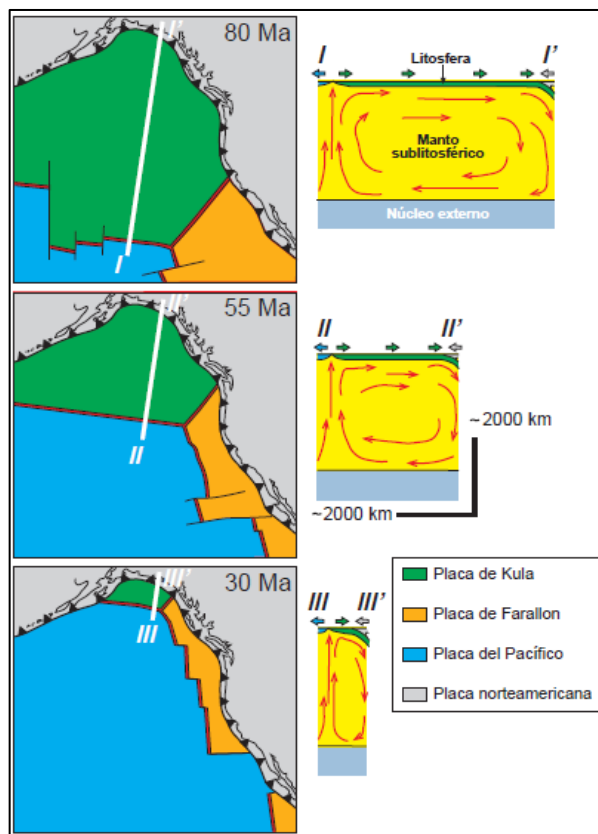 80 Ma
I'
I
I
I'
Litosfera
Manto
sublitosférico
Núcleo externo
55 Ma
II'
II
II
II'
~2000 km
~2000 km
30 Ma
III'
III
III
III'
Placa de Kula
Placa de Farallon
Placa del Pacífico
Placa norteamericana